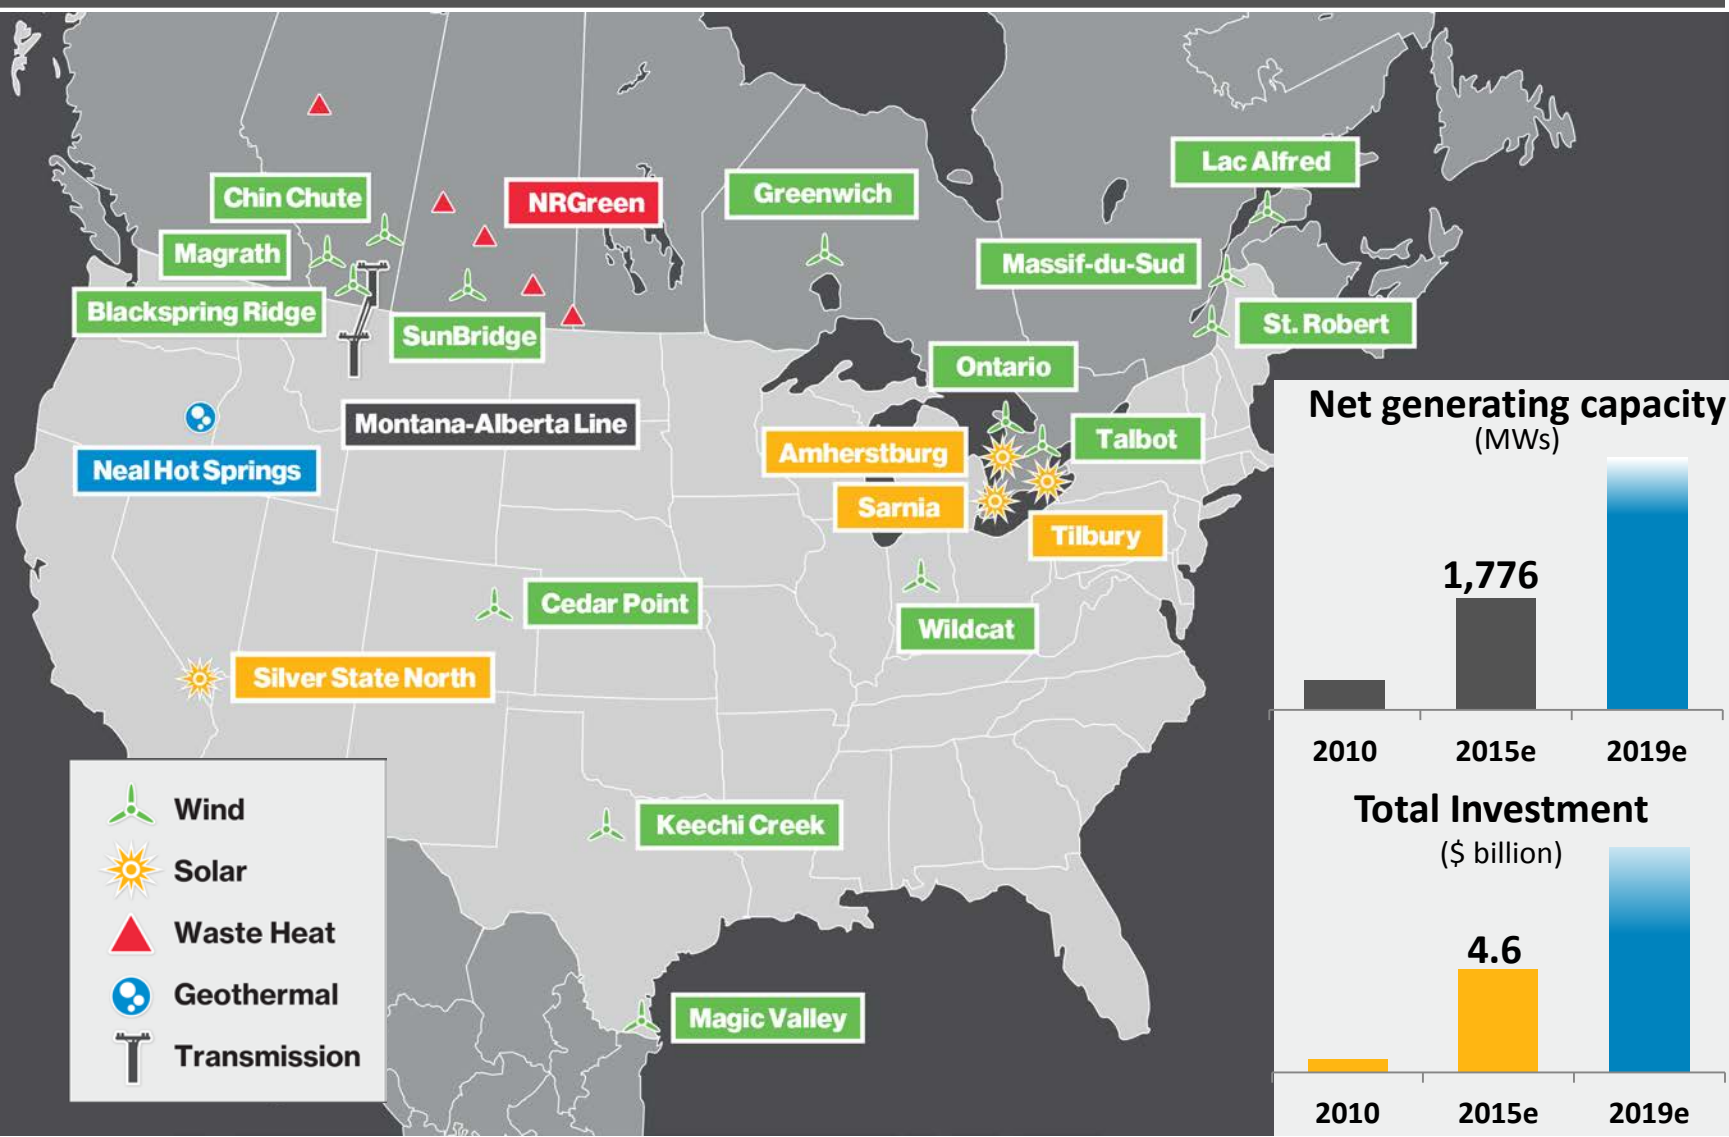 Lac Alfred
Chin Chute
NRGreen
Greenwich
Magrath
Massif-du-Sud
Blackspring Ridge
SunBridge
St. Robert
Ontario
Montana-Alberta Line
Talbot
Amherstburg
Neal Hot Springs
Sarnia
Tilbury
Cedar Point
Wildcat
Silver State North
Keechi Creek
Magic Valley
Wind
Solar
Waste Heat
Geothermal
Transmission
Net generating capacity
(MWs)
1,776
2010 2015e 2019e
Total Investment
($ billion)
4.6
2010 2015e 2019e